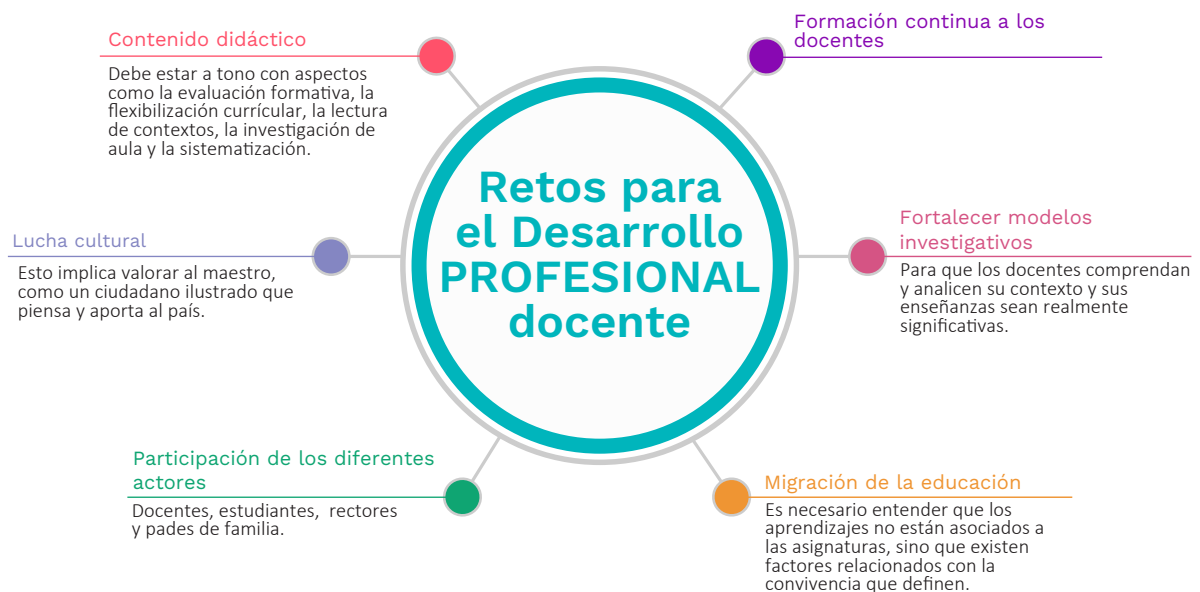 Contenido didáctico
Debe estar a tono con aspectos
como la evaluación formativa, la
flexibilización currícular, la lectura
de contextos, la investigación de
aula y la sistematización.
Lucha cultural
Esto implica valorar al maestro,
como un ciudadano ilustrado que
piensa y aporta al país.
Participación de los diferentes
actores
Docentes, estudiantes, rectores
y pades de familia.
Retos para
el Desarrollo
PROFESIONAL
docente
Formación continua a los
docentes
Fortalecer modelos
investigativos
Para que los docentes comprendan
y analicen su contexto y sus
enseñanzas sean realmente
significativas.
Migración de la educación
Es necesario entender que los
aprendizajes no están asociados a
las asignaturas, sino que existen
factores relacionados con la
convivencia que definen.